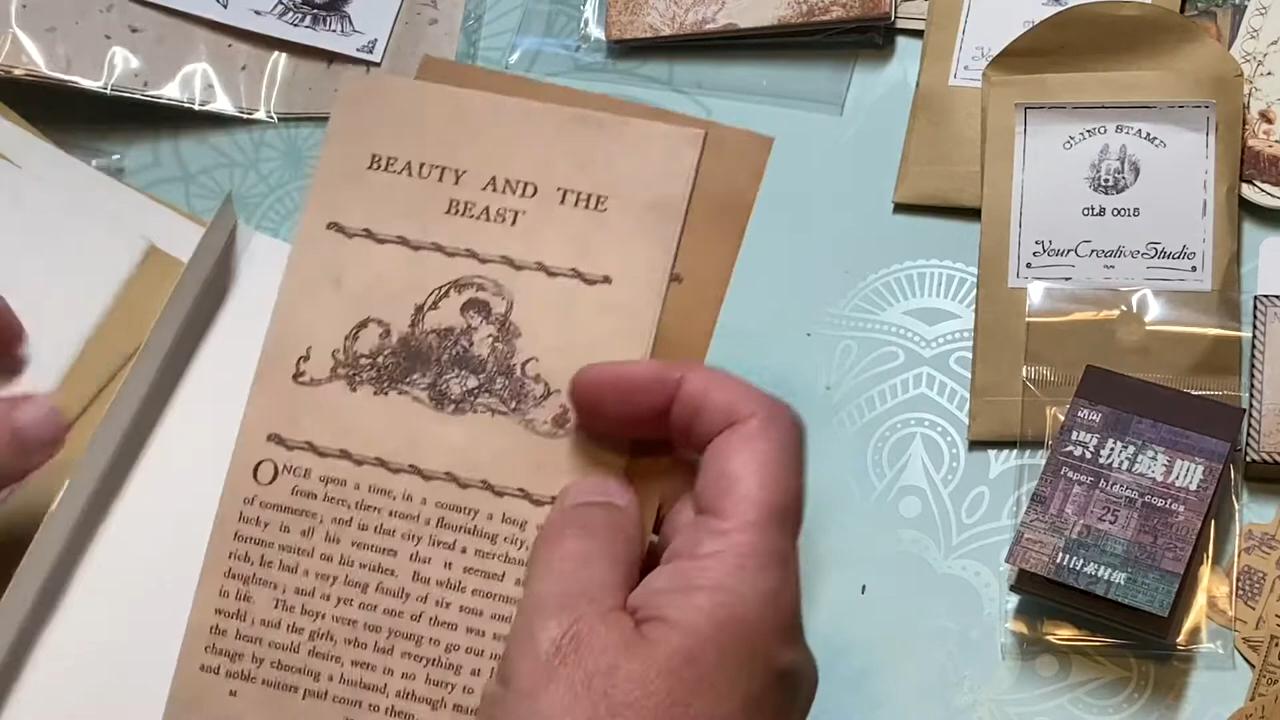 BEAUTY AND THE
BEAST
ONCE upon a time, in a country a long
from here, there stood a flourishing city,
of commerce; and in that city lived a merchan
lucky in all his ventures that it seemed a
fortune waited on his wishes. But while enorm
rich, he had a very long family of six sons and
daughters; and as yet not one of them was se
in life. The boys were too young to go out in
world; and the girls, who had everything at
the heart could desire, were in no hurry to
change by choosing a husband, although ma
and noble suitors paid court to them.
M
CLING STAMP
CLS 0015
YourCreativeStudio
票据藏册
Paper hidden copies
25